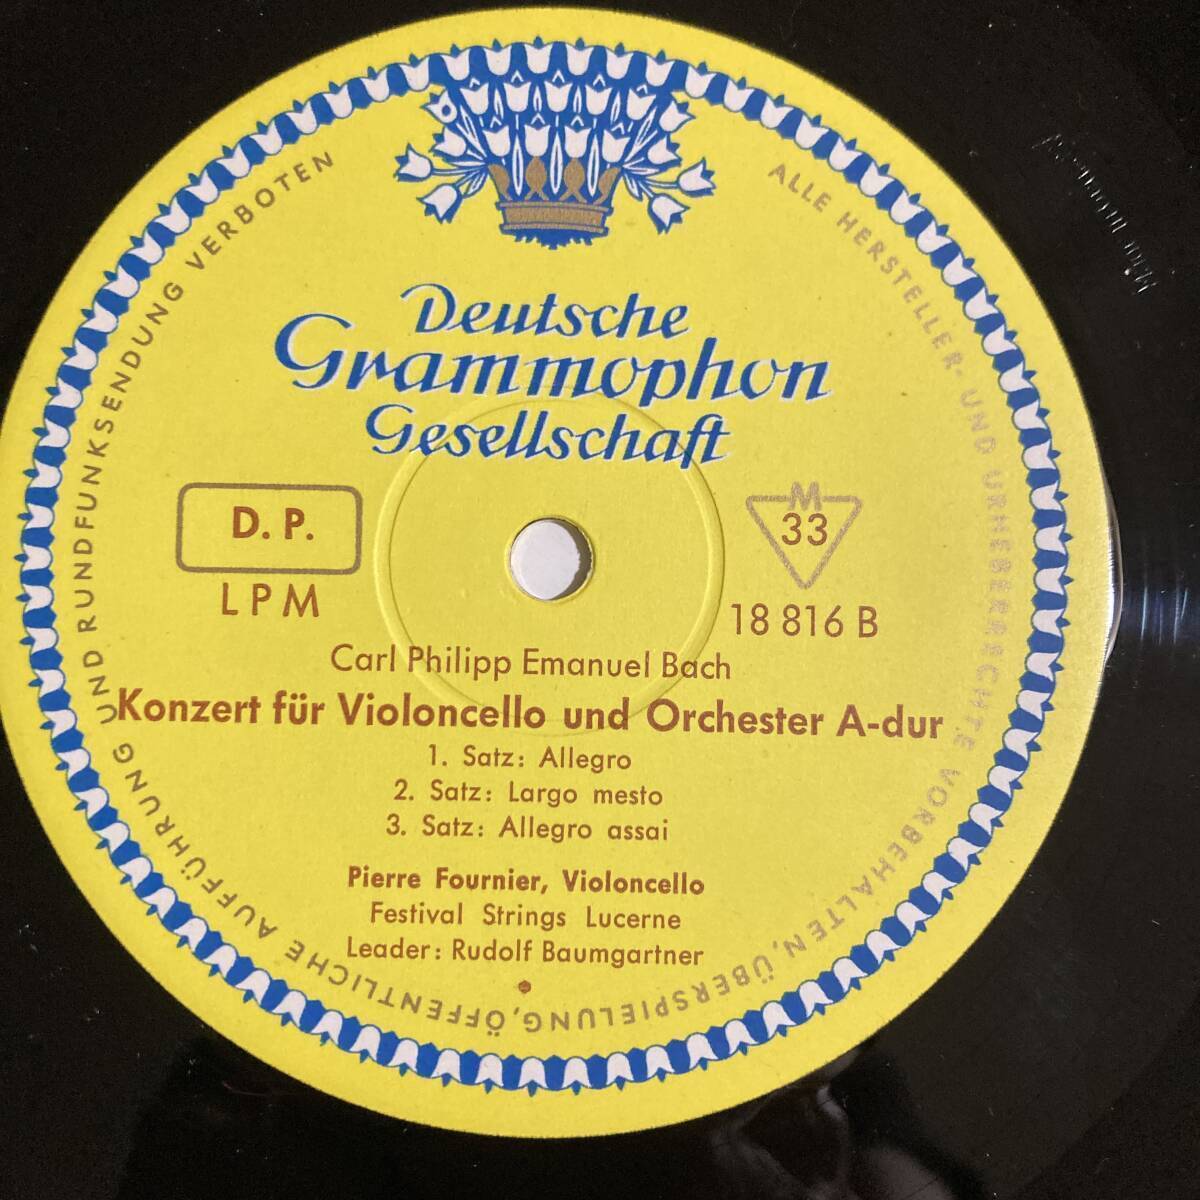 ALLE HERSTELLER- UND URHEBERRECHTE VORBEHALTEN, ÜBERSPIELUNG, ÖFFENTLICHE AUFFÜHRUNG UND RUNDFUNKSENDUNG VERBOTEN
Deutsche
Grammophon
Gesellschaft
D. P.
LPM
M
33
18 816 B
Carl Philipp Emanuel Bach
Konzert für Violoncello und Orchester A-dur
1. Satz: Allegro
2. Satz: Largo mesto
3. Satz: Allegro assai
Pierre Fournier, Violoncello
Festival Strings Lucerne
Leader: Rudolf Baumgartner